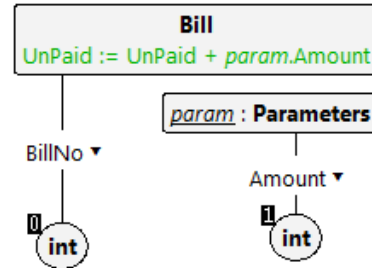 Bill
UnPaid := UnPaid + param.Amount
param : Parameters
BillNo ▼
Amount ▼
0
int
1
int